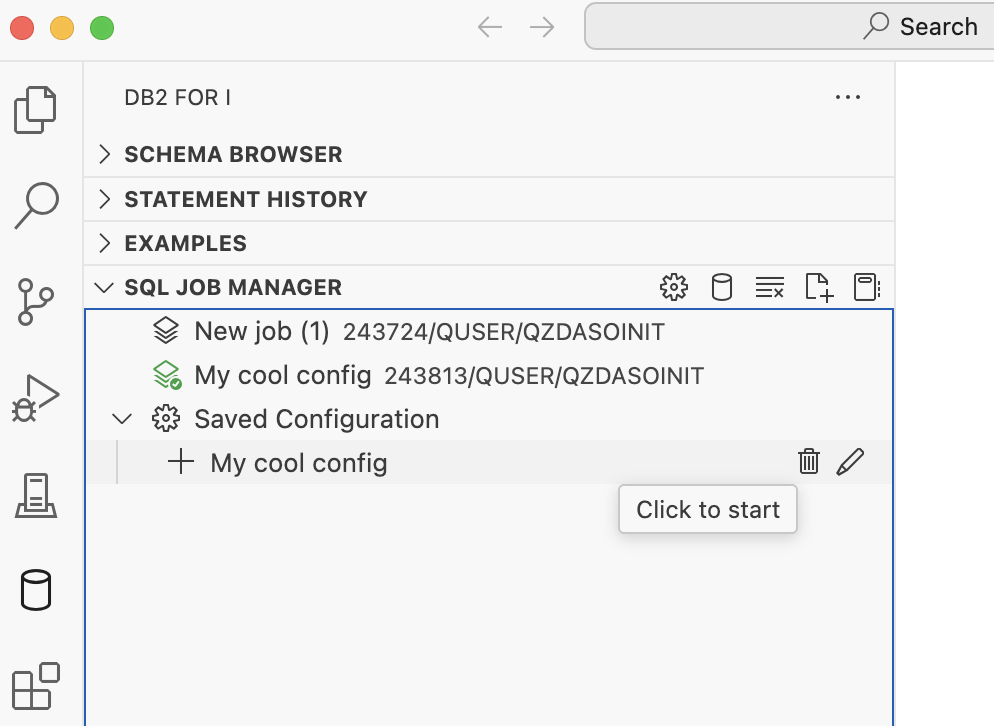 Search
DB2 FOR I
SCHEMA BROWSER
STATEMENT HISTORY
EXAMPLES
SQL JOB MANAGER
New job (1) 243724/QUSER/QZDASOINIT
My cool config 243813/QUSER/QZDASOINIT
Saved Configuration
My cool config
Click to start